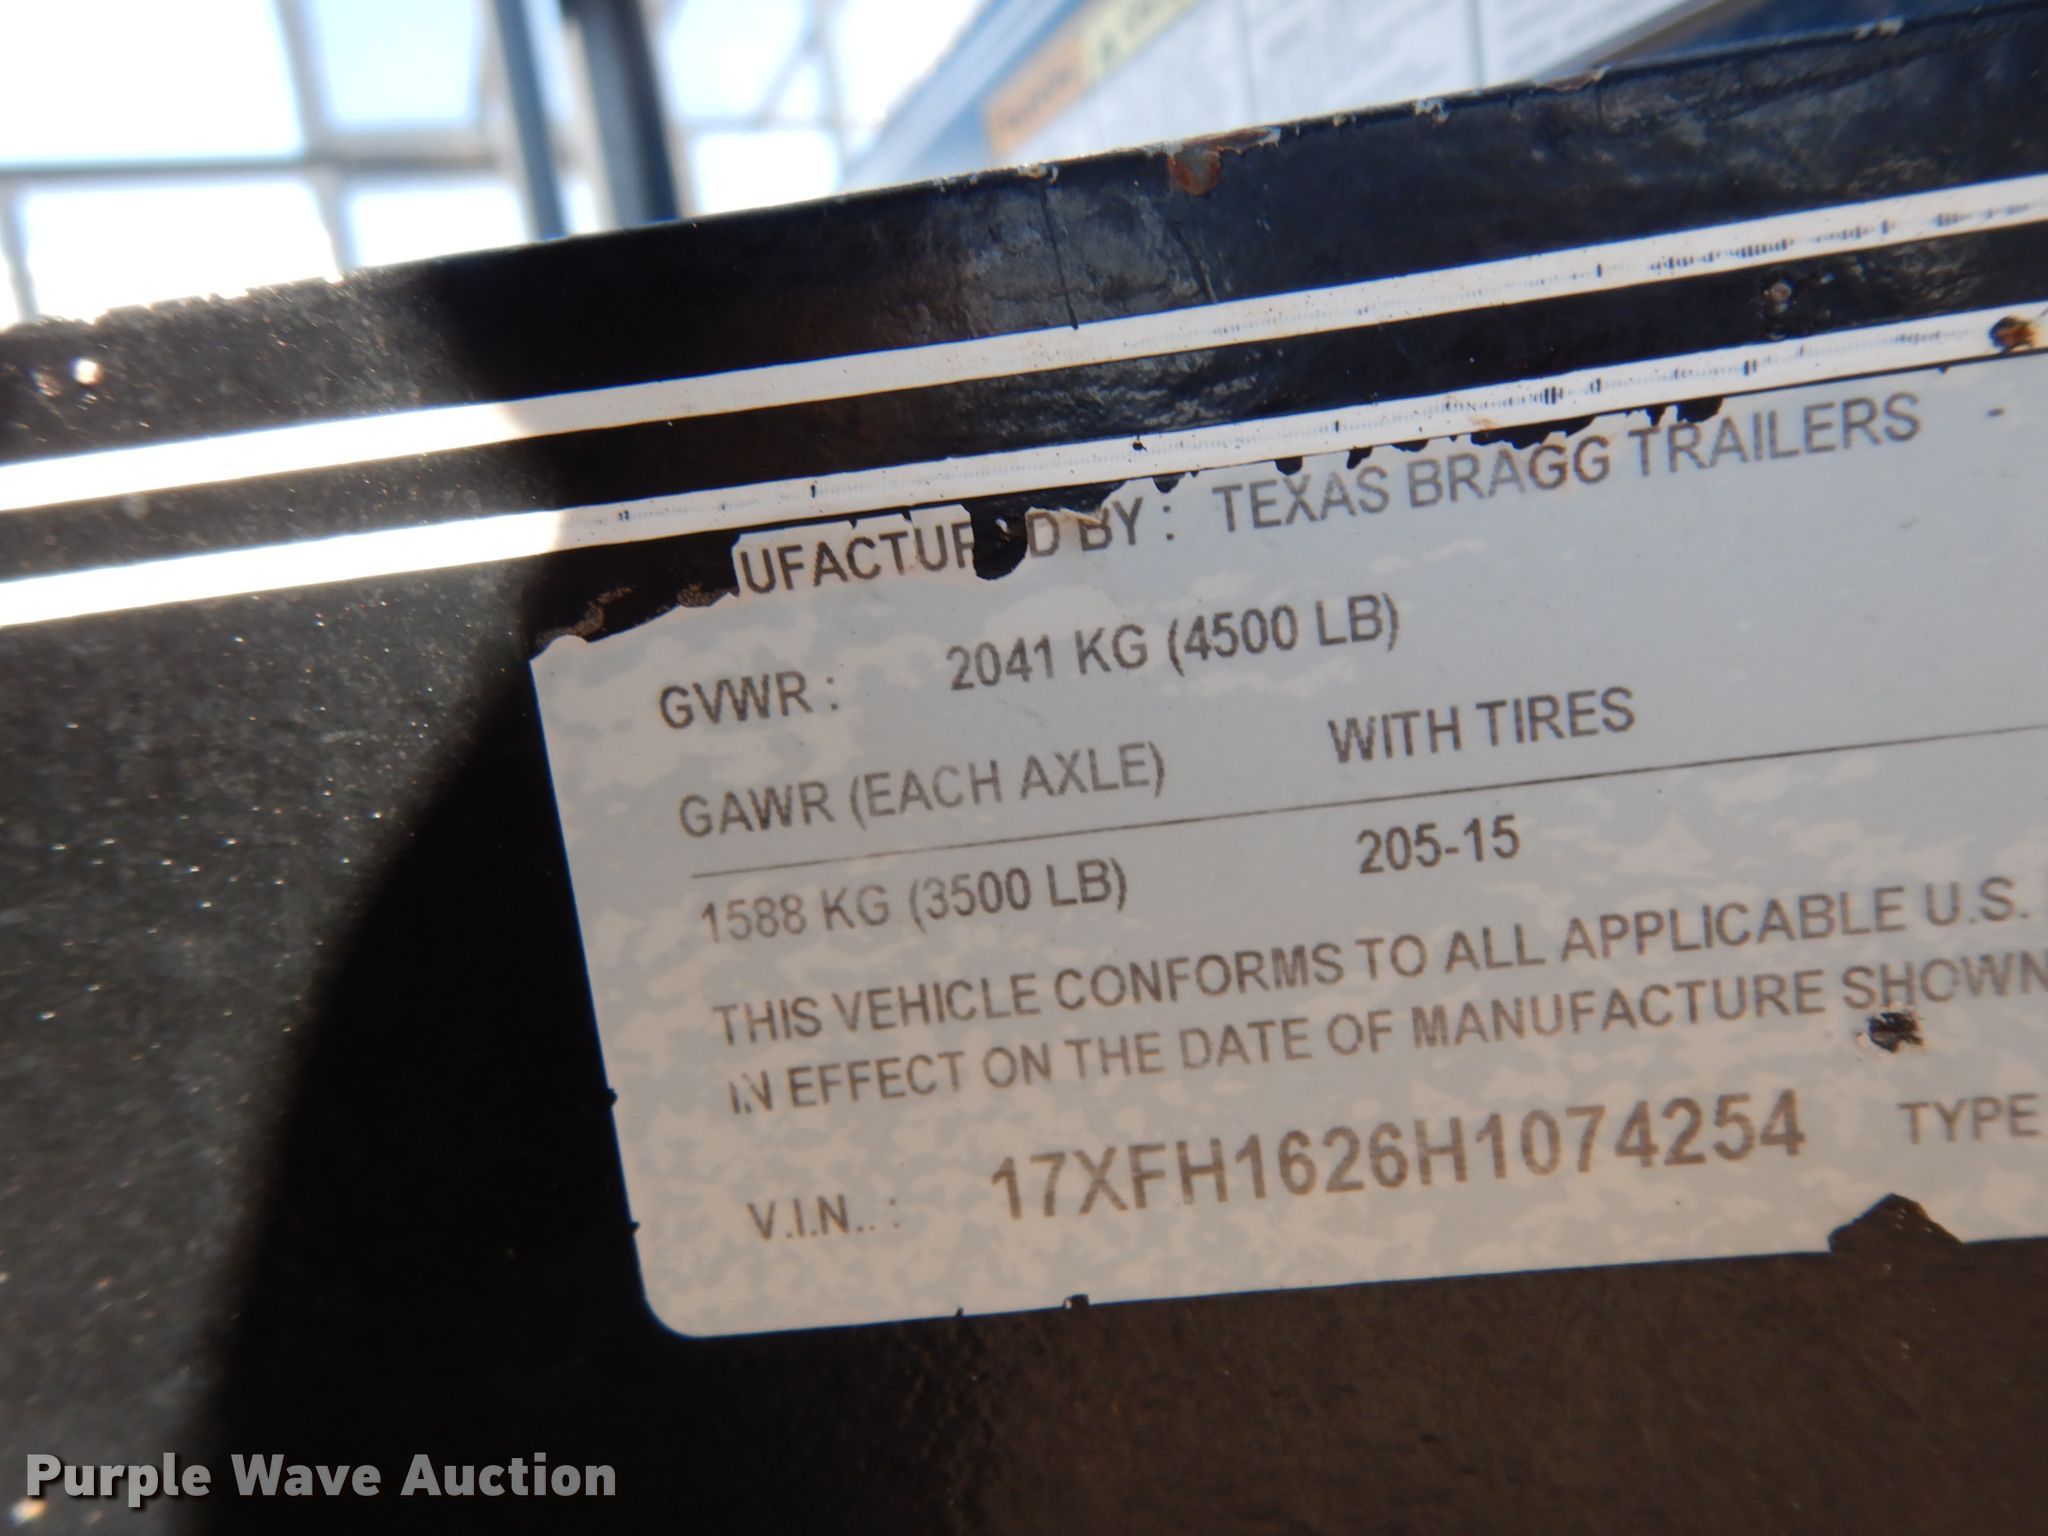 UFACTUR D BY : TEXAS BRAGG TRAILERS -
GVWR : 2041 KG (4500 LB)
GAWR (EACH AXLE) WITH TIRES
1588 KG (3500 LB) 205-15
THIS VEHICLE CONFORMS TO ALL APPLICABLE U.S.
IN EFFECT ON THE DATE OF MANUFACTURE SHOWN
V.I.N.. : 17XFH1626H1074254 TYPE
Purple Wave Auction